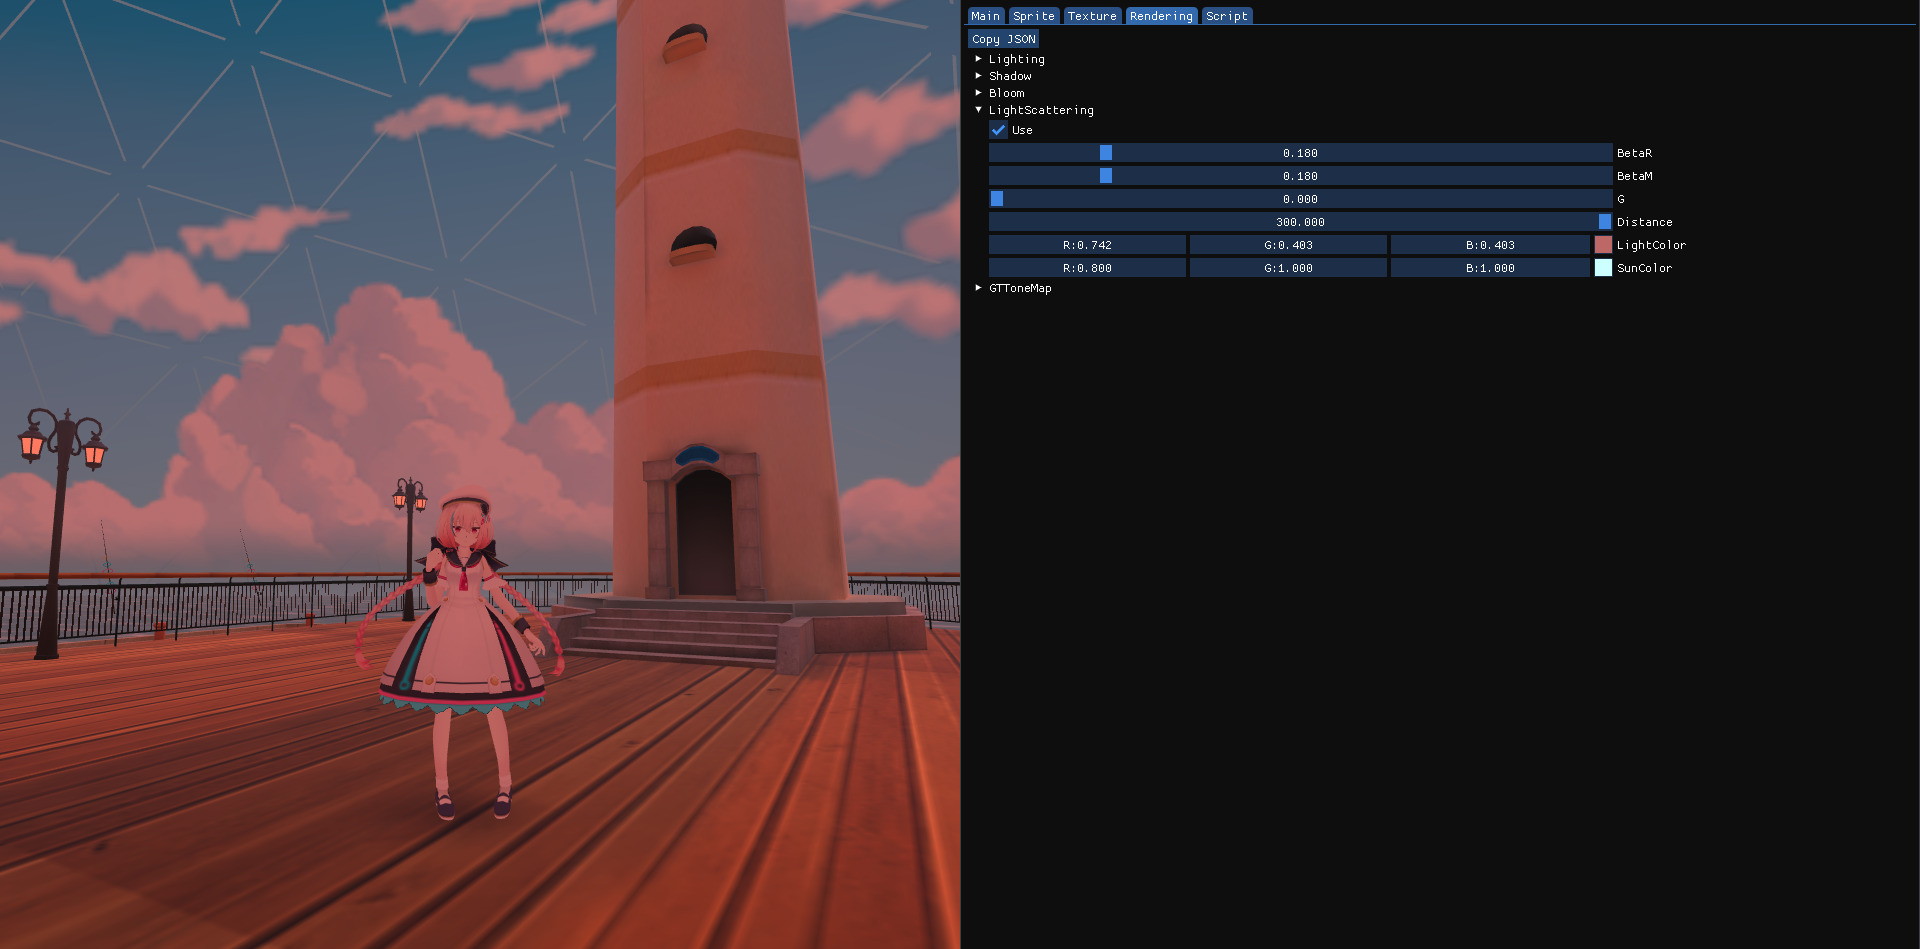 Main Sprite Texture Rendering Script
Copy JSON
Lighting
Shadow
Bloom
LightScattering
Use
0.180 BetaR
0.180 BetaM
0.000 G
300.000 Distance
R:0.742 G:0.403 B:0.403 LightColor
R:0.800 G:1.000 B:1.000 SunColor
GTToneMap